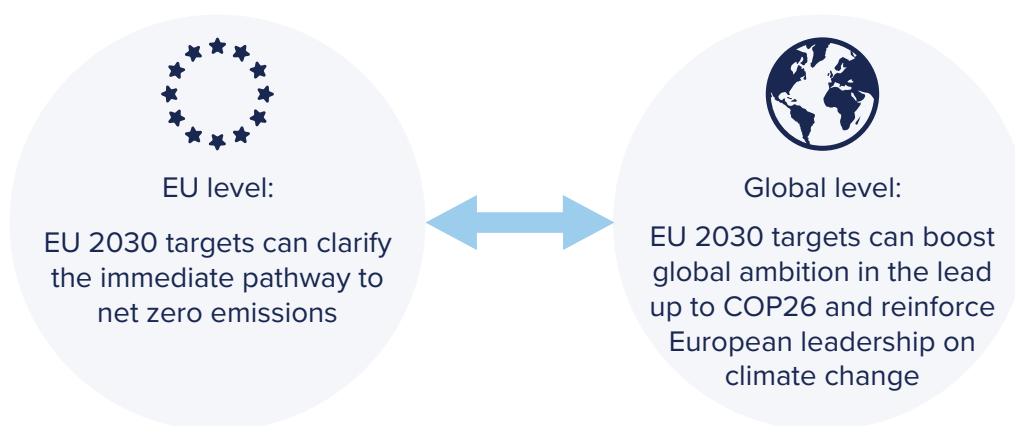 EU level:
EU 2030 targets can clarify
the immediate pathway to
net zero emissions
Global level:
EU 2030 targets can boost
global ambition in the lead
up to COP26 and reinforce
European leadership on
climate change